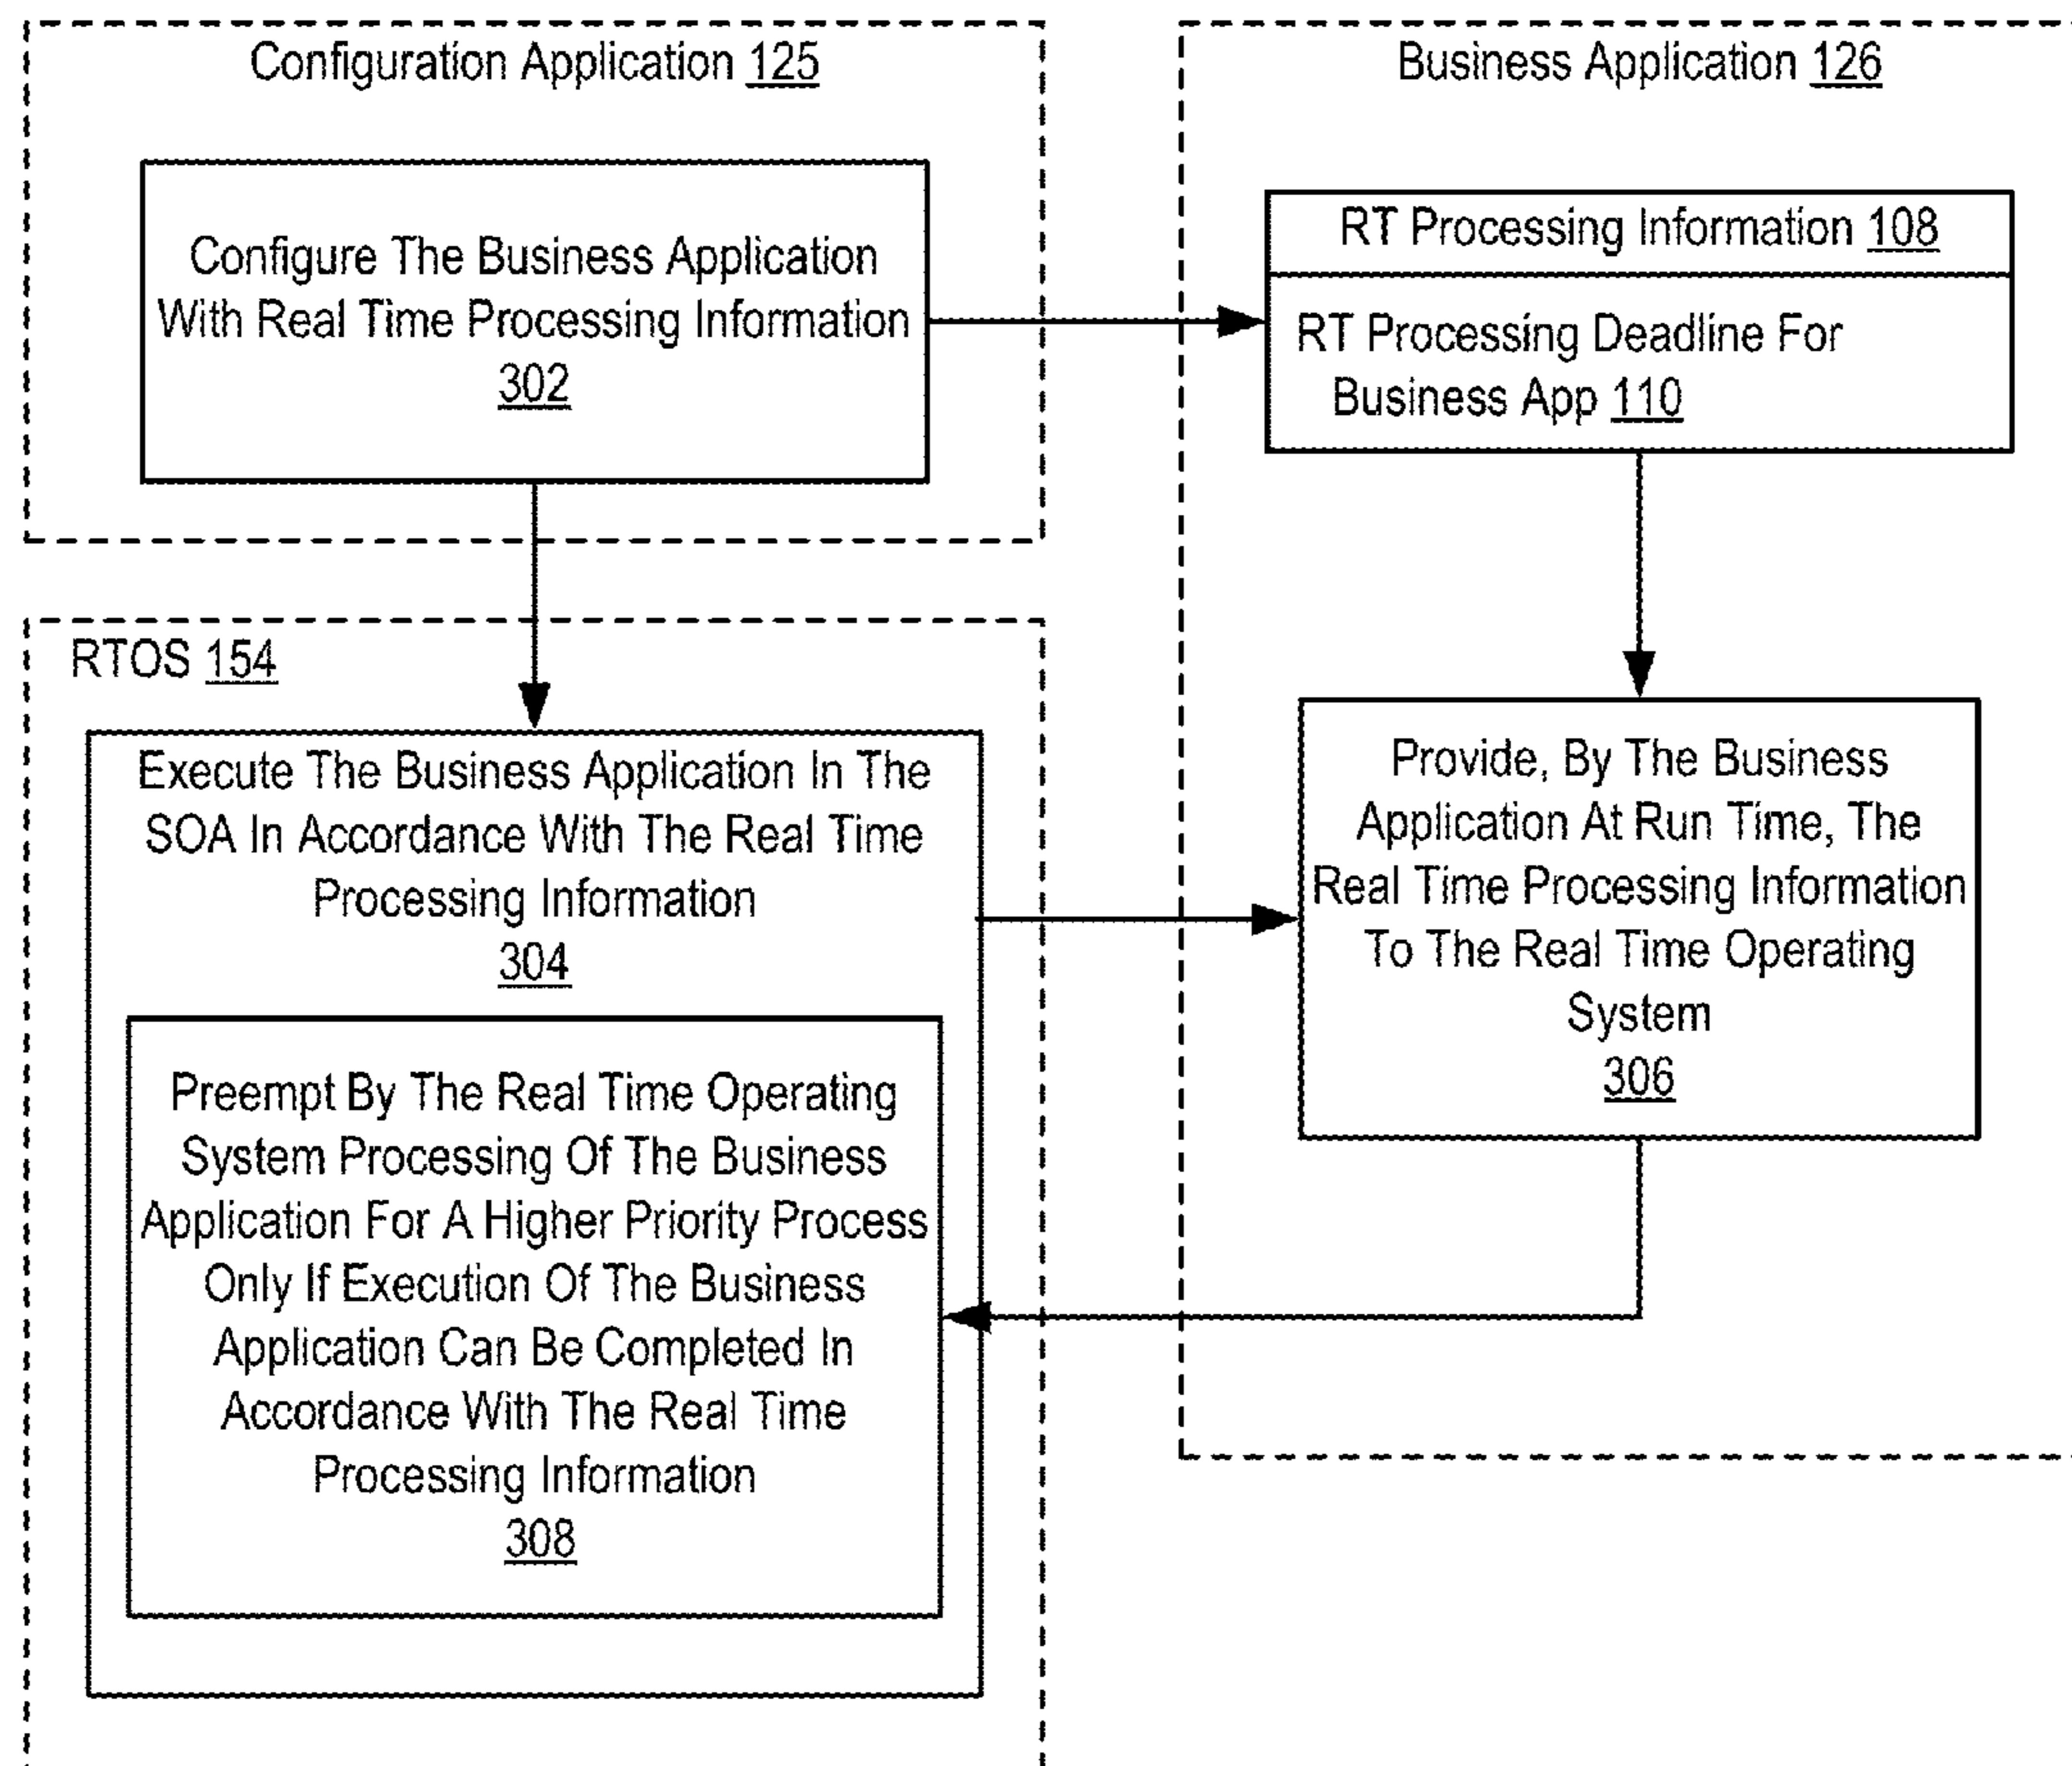 Configuration Application 125
Configure The Business Application
With Real Time Processing Information
302
Business Application 126
RT Processing Information 108
RT Processing Deadline For
Business App 110
RTOS 154
Execute The Business Application In The
SOA In Accordance With The Real Time
Processing Information
304
Preempt By The Real Time Operating
System Processing Of The Business
Application For A Higher Priority Process
Only If Execution Of The Business
Application Can Be Completed In
Accordance With The Real Time
Processing Information
308
Provide, By The Business
Application At Run Time, The
Real Time Processing Information
To The Real Time Operating
System
306